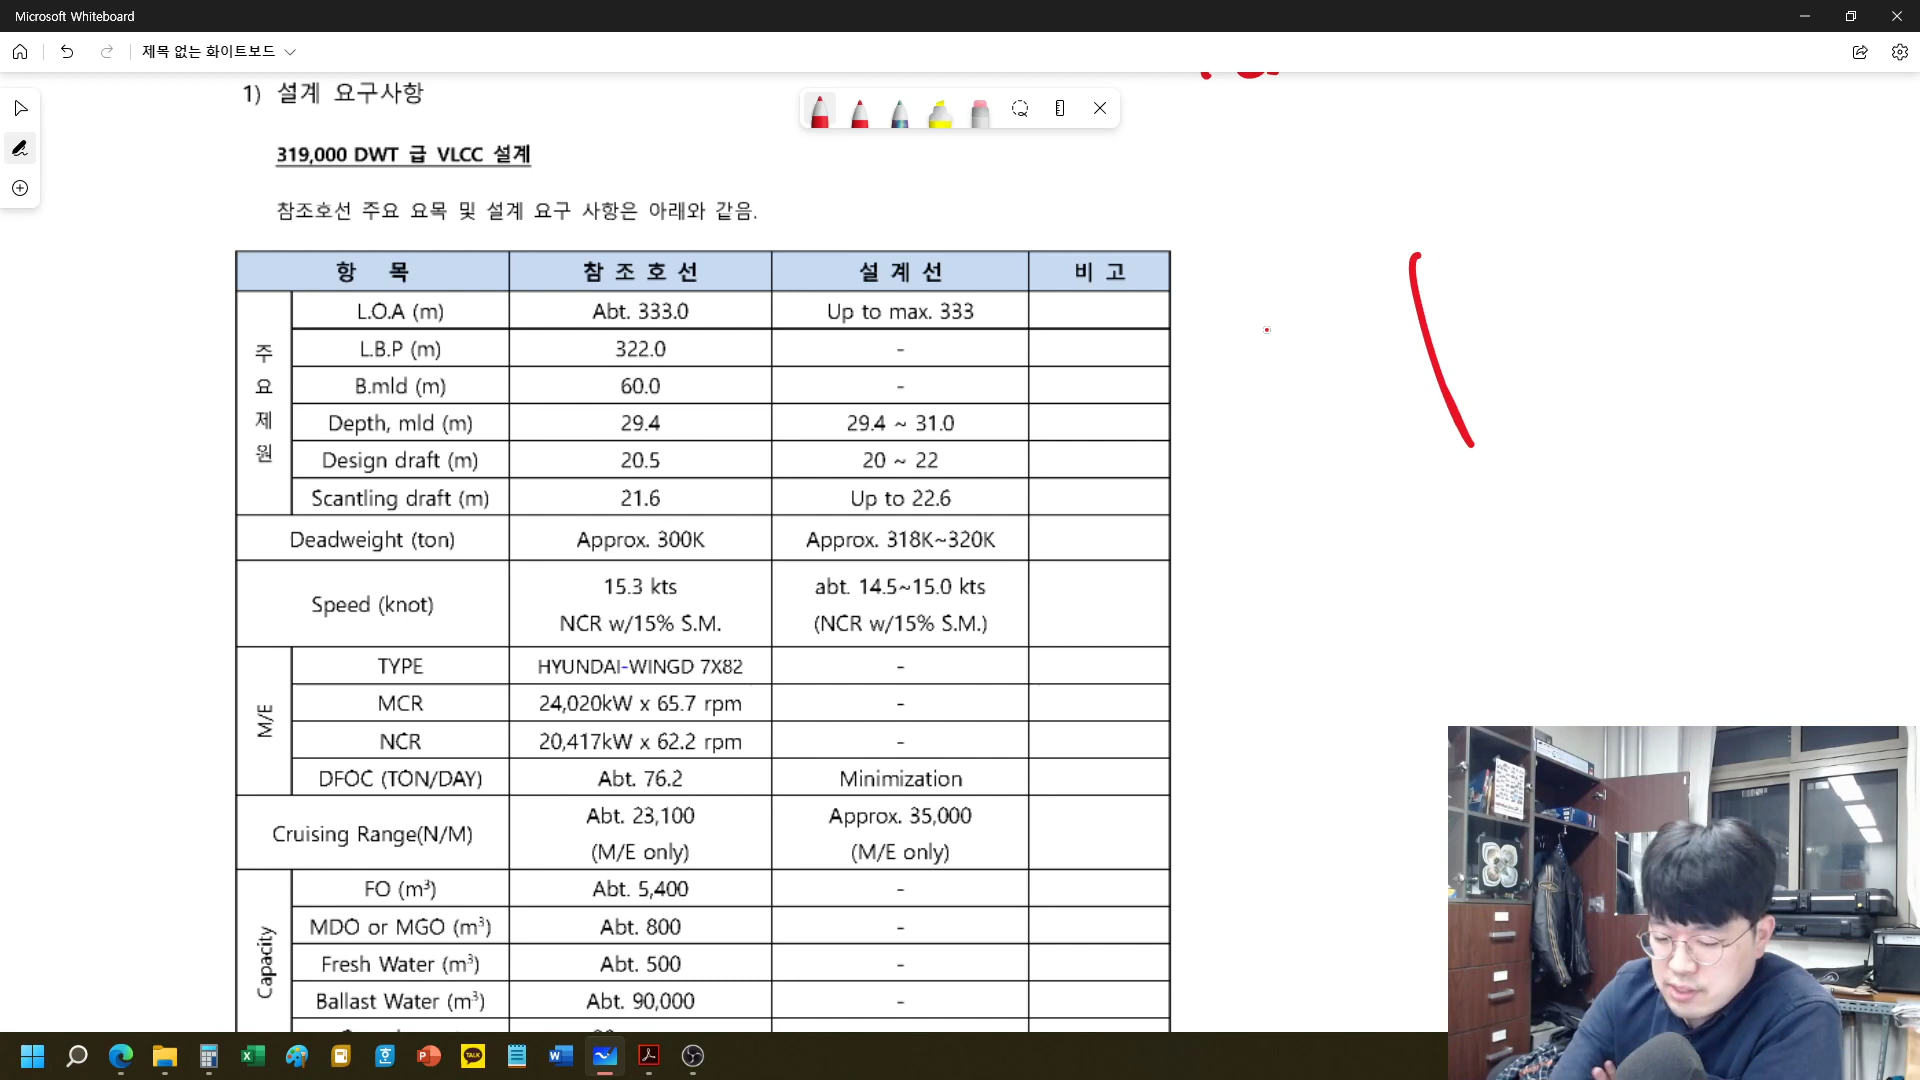 Microsoft Whiteboard
제목 없는 화이트보드
1) 설계 요구사항
319,000 DWT 급 VLCC 설계
참조호선 주요 요목 및 설계 요구 사항은 아래와 같음.
항 목 참 조 호 선 설 계 선 비 고
주요제원
L.O.A (m) Abt. 333.0 Up to max. 333
L.B.P (m) 322.0 -
B.mld (m) 60.0 -
Depth, mld (m) 29.4 29.4 ~ 31.0
Design draft (m) 20.5 20 ~ 22
Scantling draft (m) 21.6 Up to 22.6
Deadweight (ton) Approx. 300K Approx. 318K~320K
Speed (knot) 15.3 kts abt. 14.5~15.0 kts
NCR w/15% S.M. (NCR w/15% S.M.)
M/E
TYPE HYUNDAI-WINGD 7X82 -
MCR 24,020kW x 65.7 rpm -
NCR 20,417kW x 62.2 rpm -
DFOC (TON/DAY) Abt. 76.2 Minimization
Cruising Range(N/M) Abt. 23,100 Approx. 35,000
(M/E only) (M/E only)
Capacity
FO (m³) Abt. 5,400 -
MDO or MGO (m³) Abt. 800 -
Fresh Water (m³) Abt. 500 -
Ballast Water (m³) Abt. 90,000 -